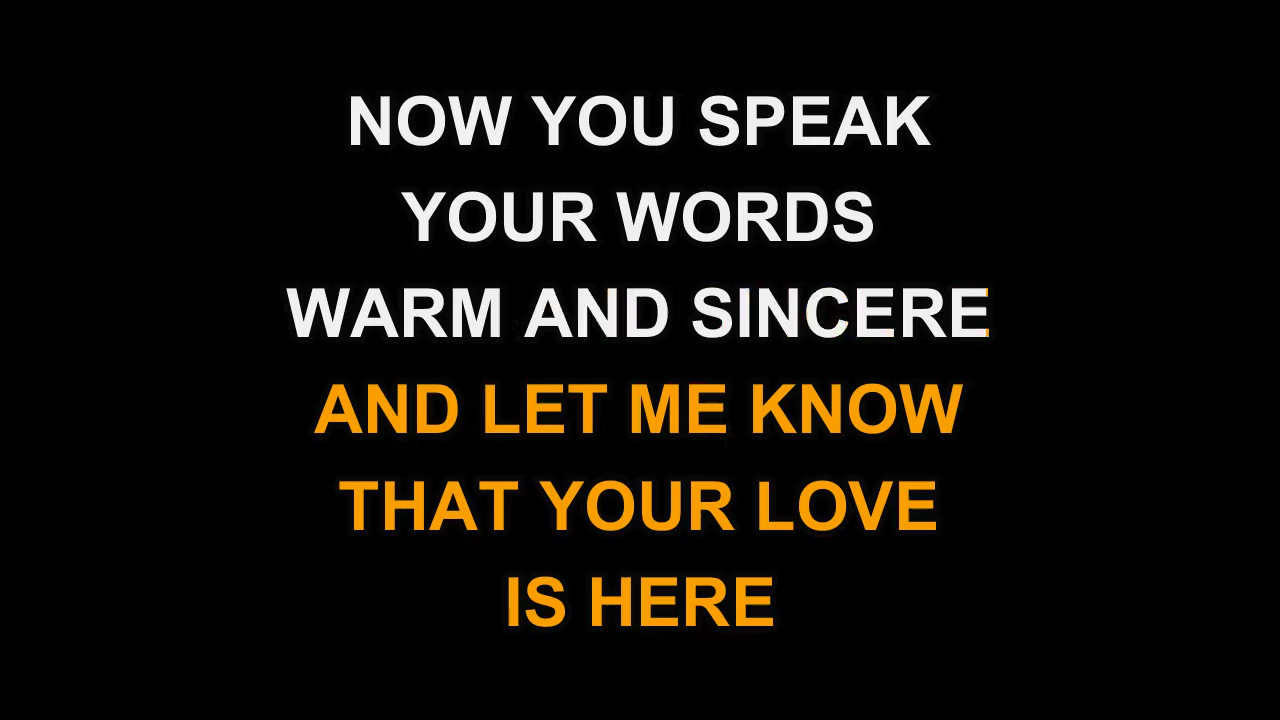 NOW YOU SPEAK
YOUR WORDS
WARM AND SINCERE
AND LET ME KNOW
THAT YOUR LOVE
IS HERE